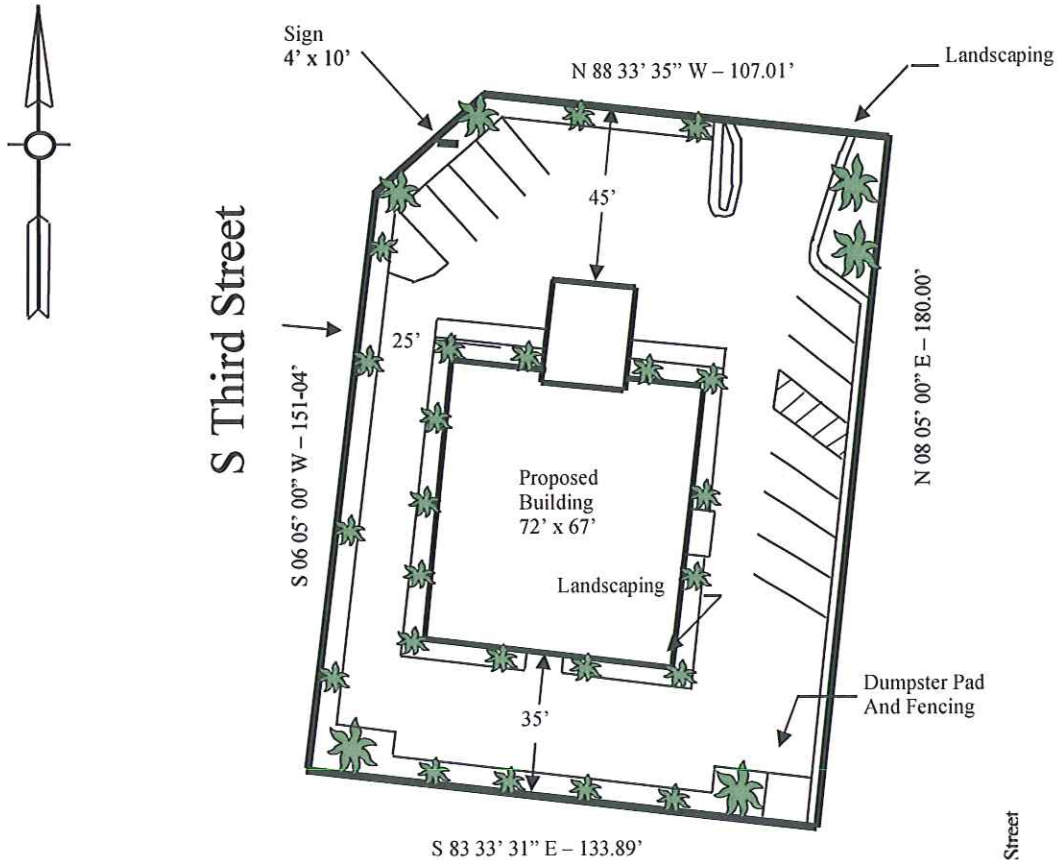 Sign
4' x 10'
N 88 33' 35” W – 107.01'
Landscaping
45'
S Third Street
25'
S 06 05' 00” W – 151-04'
N 08 05' 00” E – 180.00'
Proposed
Building
72' x 67'
Landscaping
35'
Dumpster Pad
And Fencing
S 83 33' 31” E – 133.89'
Street